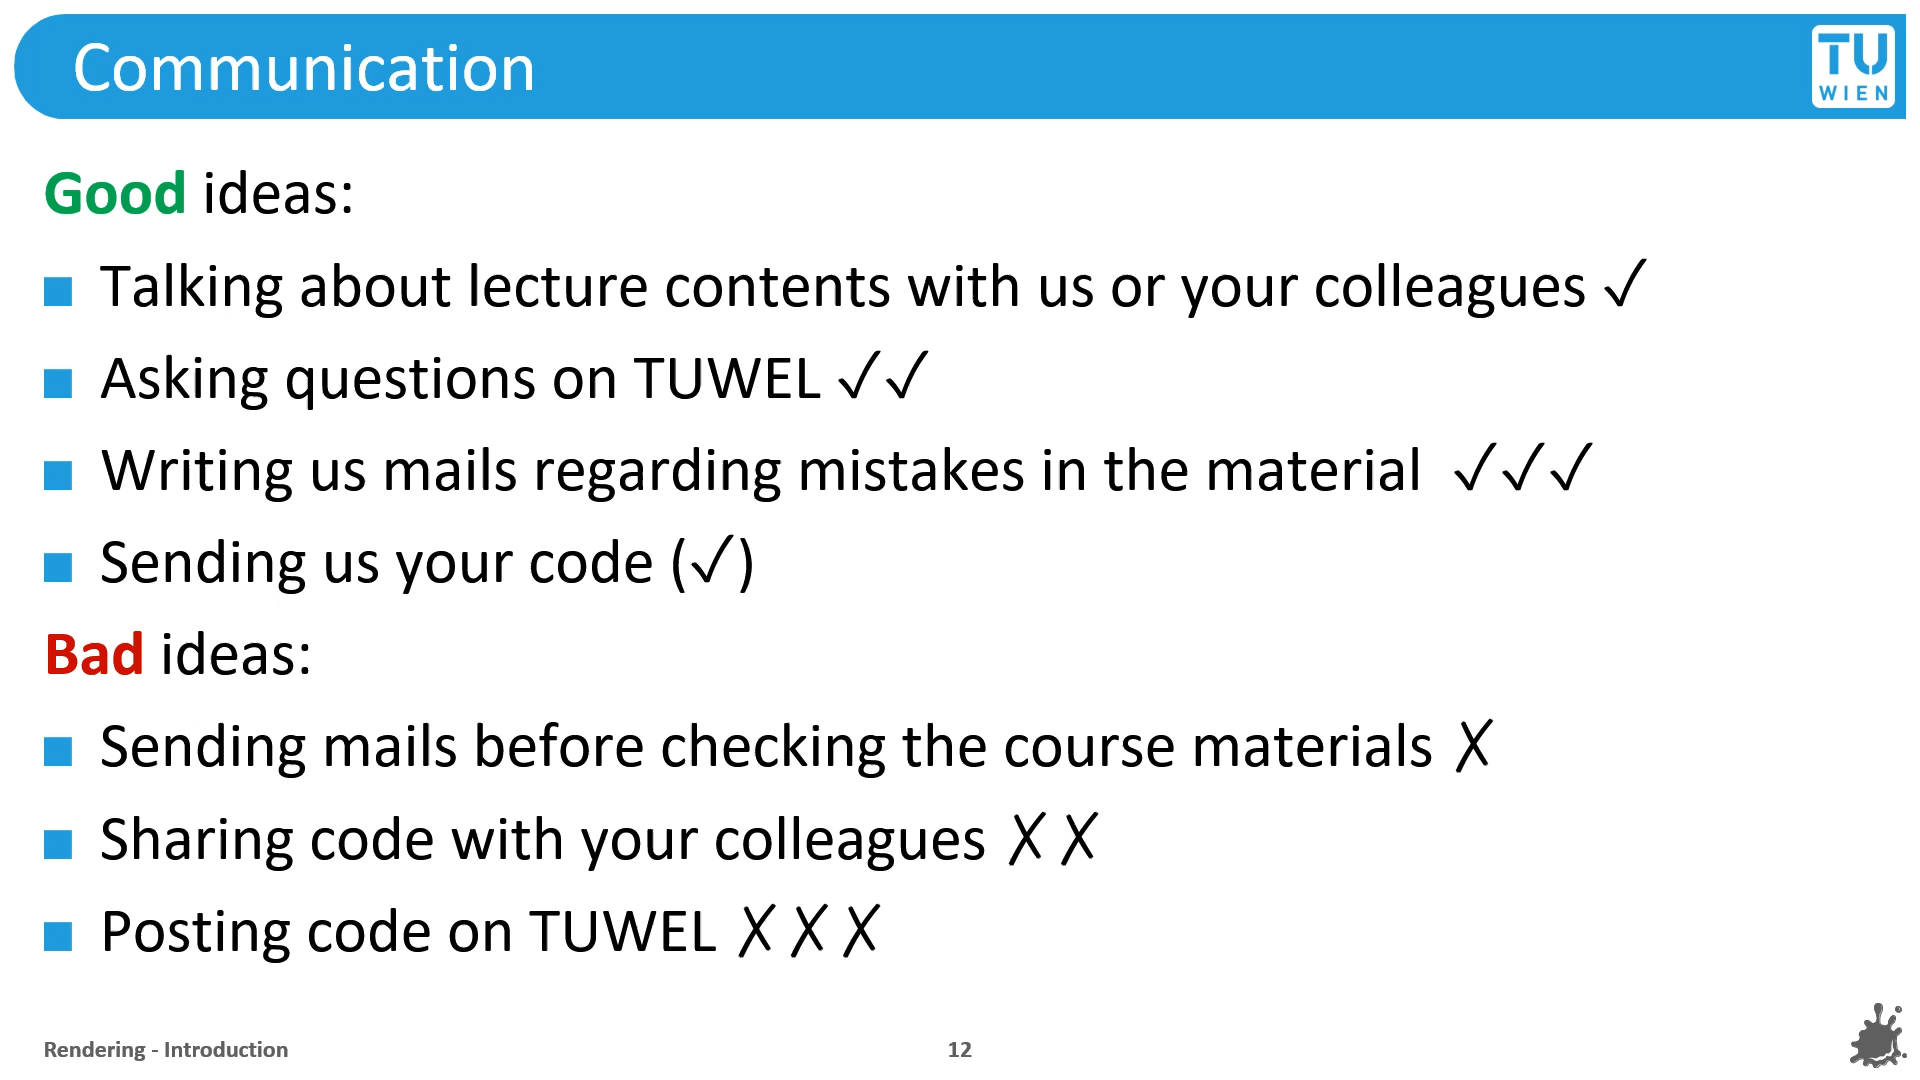 Communication
TU
WIEN
Good ideas:
Talking about lecture contents with us or your colleagues ✓
Asking questions on TUWEL ✓✓
Writing us mails regarding mistakes in the material ✓✓✓
Sending us your code (✓)
Bad ideas:
Sending mails before checking the course materials ✗
Sharing code with your colleagues ✗ ✗
Posting code on TUWEL ✗ ✗ ✗
Rendering - Introduction
12